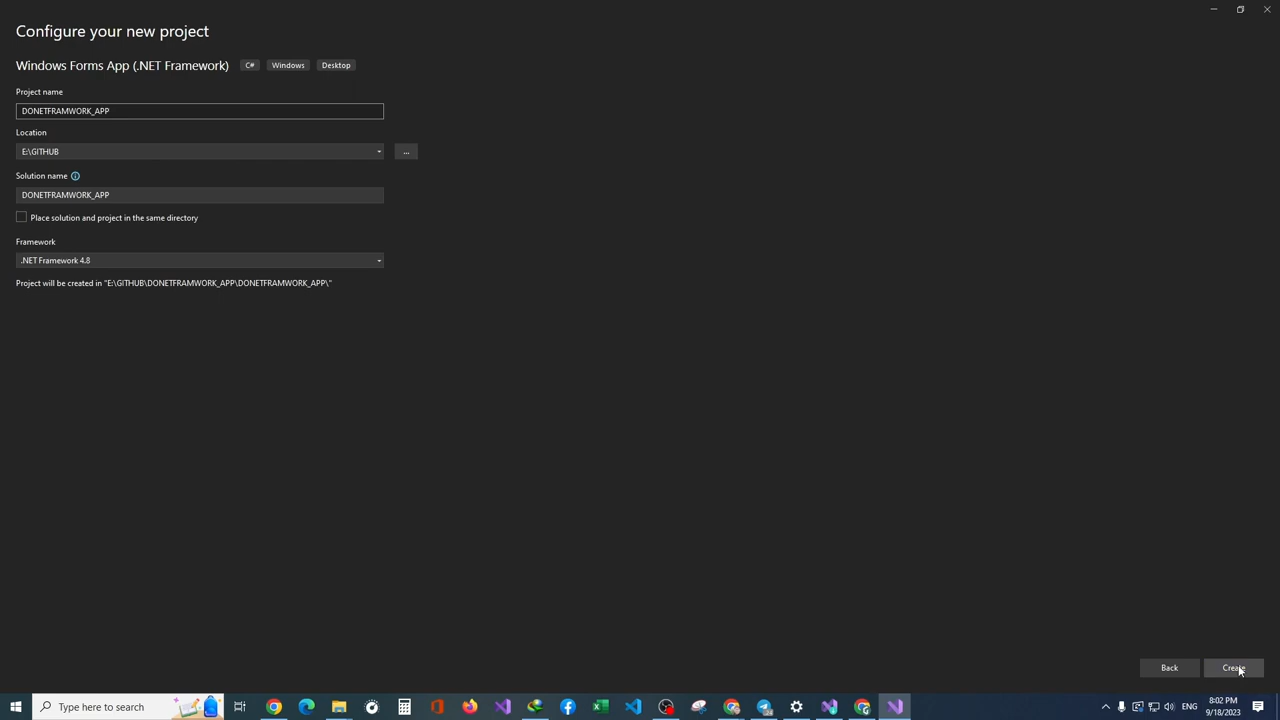 Configure your new project
Windows Forms App (.NET Framework) C# Windows Desktop
Project name
DONETFRAMWORK_APP
Location
E:\GITHUB
...
Solution name
DONETFRAMWORK_APP
Place solution and project in the same directory
Framework
.NET Framework 4.8
Project will be created in "E:\GITHUB\DONETFRAMWORK_APP\DONETFRAMWORK_APP\"
Back Create
Type here to search
ENG
8:02 PM
9/18/2023